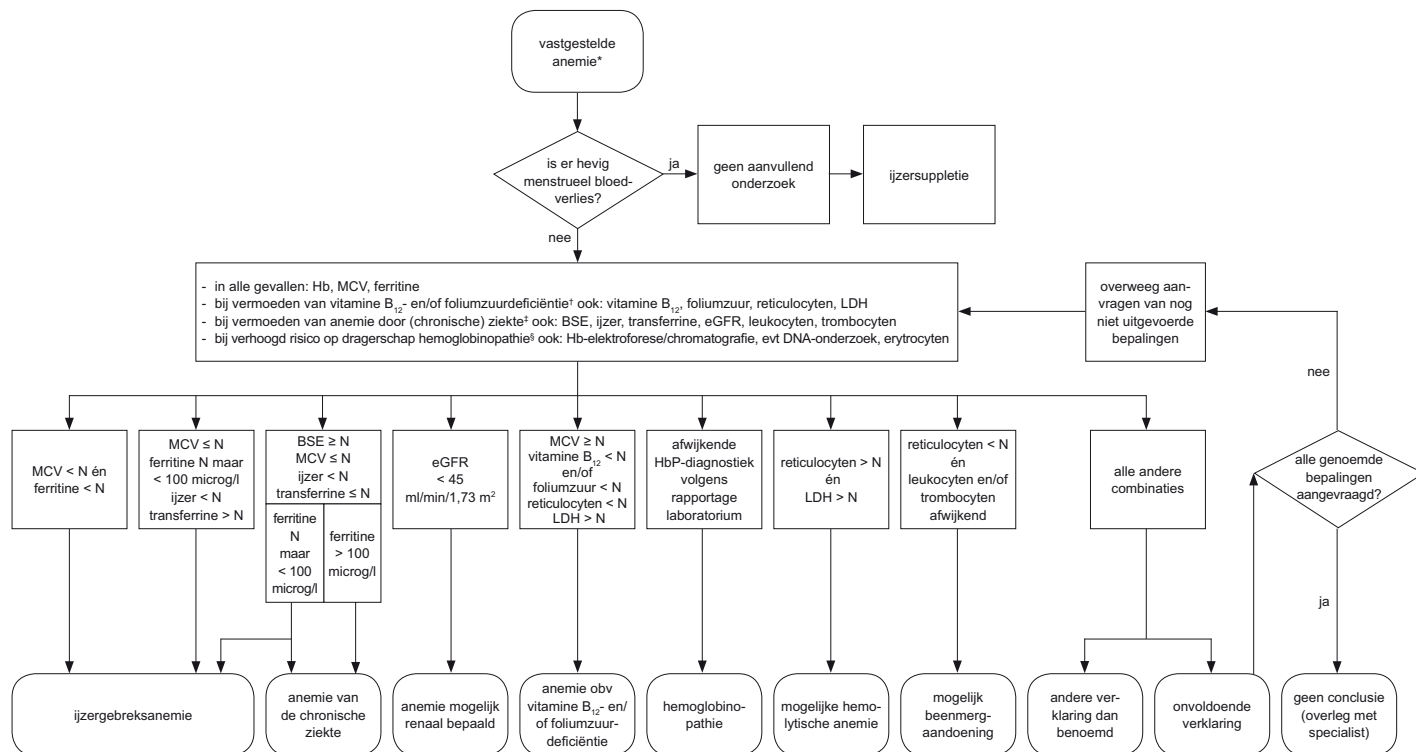 vastgestelde
anemie*
is er hevig
menstrueel bloed-
verlies?
ja
geen aanvullend
onderzoek
ijzersuppletie
nee
- in alle gevallen: Hb, MCV, ferritine
- bij vermoeden van vitamine B₁₂- en/of foliumzuurdeficiëntie† ook: vitamine B₁₂, foliumzuur, reticulocyten, LDH
- bij vermoeden van anemie door (chronische) ziekte‡ ook: BSE, ijzer, transferrine, eGFR, leukocyten, trombocyten
- bij verhoogd risico op dragerschap hemoglobinopathie§ ook: Hb-elektroforese/chromatografie, evt DNA-onderzoek, erytrocyten
overweeg aan-
vragen van nog
niet uitgevoerde
bepalingen
nee
MCV < N én
ferritine < N
MCV ≤ N
ferritine N maar
< 100 microg/l
ijzer < N
transferrine > N
BSE ≥ N
MCV ≤ N
ijzer < N
transferrine ≤ N
ferritine
N
maar
< 100
microg/l
ferritine
> 100
microg/l
eGFR
< 45
ml/min/1,73 m²
MCV ≥ N
vitamine B₁₂ < N
en/of
foliumzuur < N
reticulocyten < N
LDH > N
afwijkende
HbP-diagnostiek
volgens
rapportage
laboratorium
reticulocyten > N
én
LDH > N
reticulocyten < N
én
leukocyten en/of
trombocyten
afwijkend
alle andere
combinaties
alle genoemde
bepalingen
aangevraagd?
ja
ijzergebreksanemie
anemie van
de chronische
ziekte
anemie mogelijk
renaal bepaald
anemie obv
vitamine B₁₂- en/
of foliumzuur-
deficiëntie
hemoglobino-
pathie
mogelijke hemo-
lytische anemie
mogelijk
beenmerg-
aandoening
andere ver-
klaring dan
benoemd
onvoldoende
verklaring
geen conclusie
(overleg met
specialist)